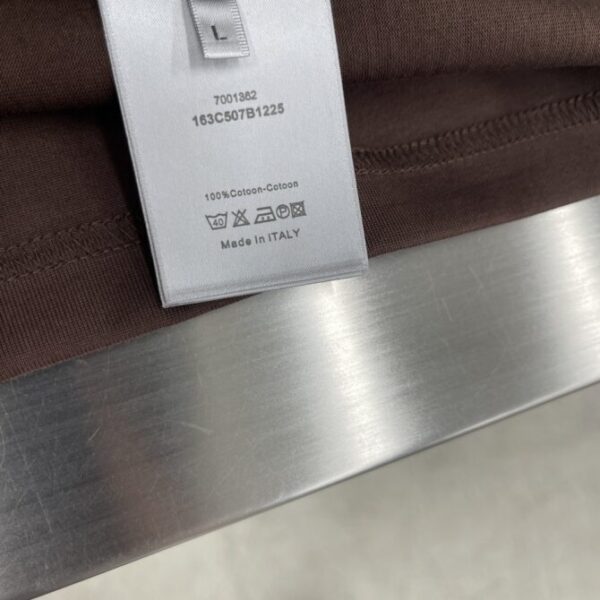 L
7001362
163C507B1225
100%Cotoon-Cotoon
40 P
Made In ITALY